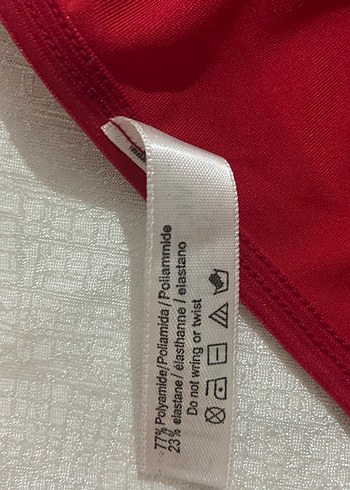 77% Polyamide/Poliamida/Poliammide
23% elastane/élasthanne/elastano
Do not wring or twist